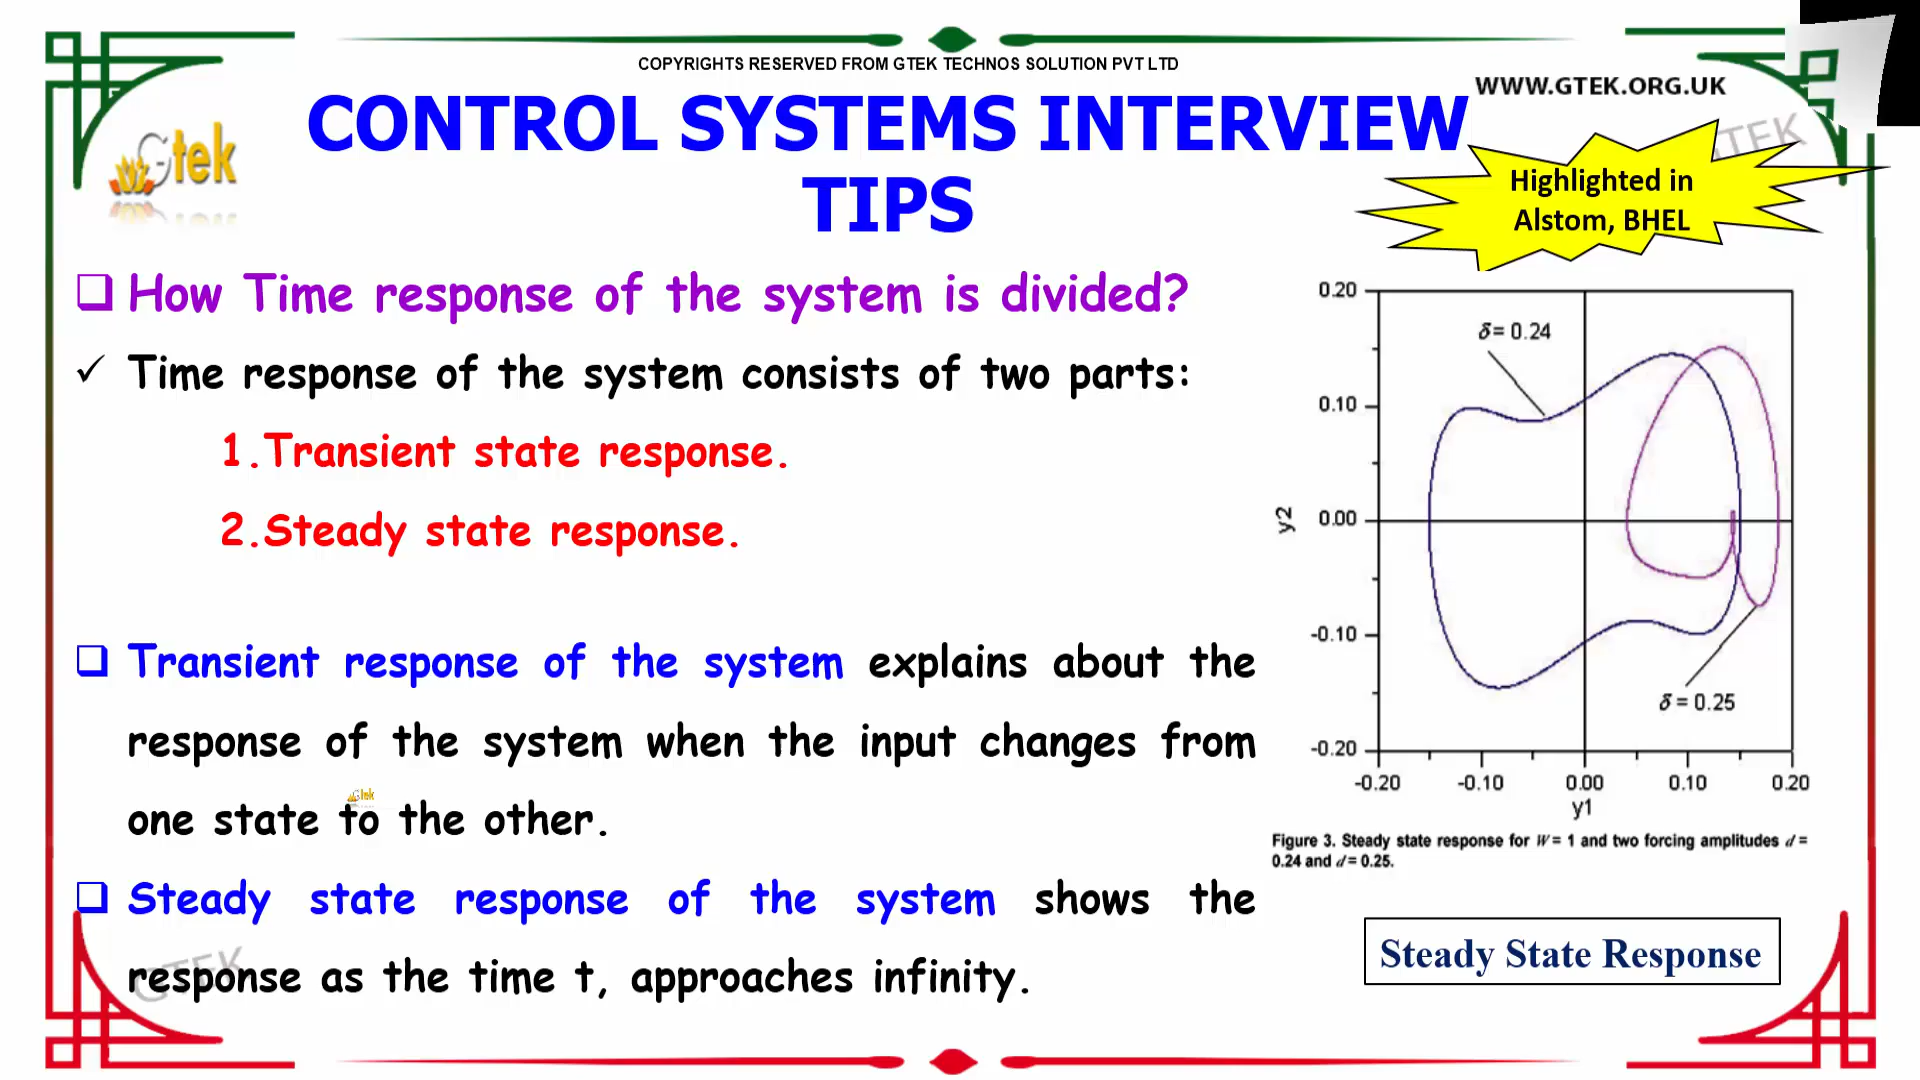 COPYRIGHTS RESERVED FROM GTEK TECHNOS SOLUTION PVT LTD
WWW.GTEK.ORG.UK
CONTROL SYSTEMS INTERVIEW
TIPS
Gtek
GTEK
Highlighted in
Alstom, BHEL
How Time response of the system is divided?
Time response of the system consists of two parts:
1.Transient state response.
2.Steady state response.
Transient response of the system explains about the
response of the system when the input changes from
one state to the other.
Gtek
Steady state response of the system shows the
response as the time t, approaches infinity.
GTEK
0.20
δ= 0.24
0.10
y2
0.00
-0.10
δ = 0.25
-0.20
-0.20 -0.10 0.00 0.10 0.20
y1
Figure 3. Steady state response for W= 1 and two forcing amplitudes d =
0.24 and d = 0.25.
Steady State Response